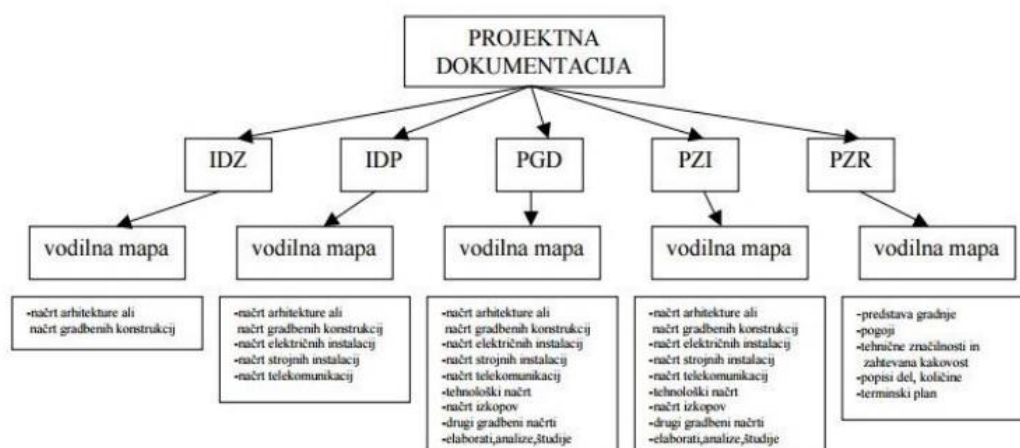 PROJEKTNA
DOKUMENTACIJA
IDZ
IDP
PGD
PZI
PZR
vodilna mapa
vodilna mapa
vodilna mapa
vodilna mapa
vodilna mapa
-načrt arhitekture ali
načrt gradbenih konstrukcij
-načrt arhitekture ali
načrt gradbenih konstrukcij
-načrt električnih instalacij
-načrt strojnih instalacij
-načrt telekomunikacij
-načrt arhitekture ali
načrt gradbenih konstrukcij
-načrt električnih instalacij
-načrt strojnih instalacij
-načrt telekomunikacij
-tehnološki načrt
-načrt izkopov
-drugi gradbeni načrti
-elaborati,analize,študije
-načrt arhitekture ali
načrt gradbenih konstrukcij
-načrt električnih instalacij
-načrt strojnih instalacij
-načrt telekomunikacij
-tehnološki načrt
-načrt izkopov
-drugi gradbeni načrti
-elaborati,analize,študije
-predstava gradnje
-pogoji
-tehnične značilnosti in
zahtevana kakovost
-popisi del, količine
-terminski plan